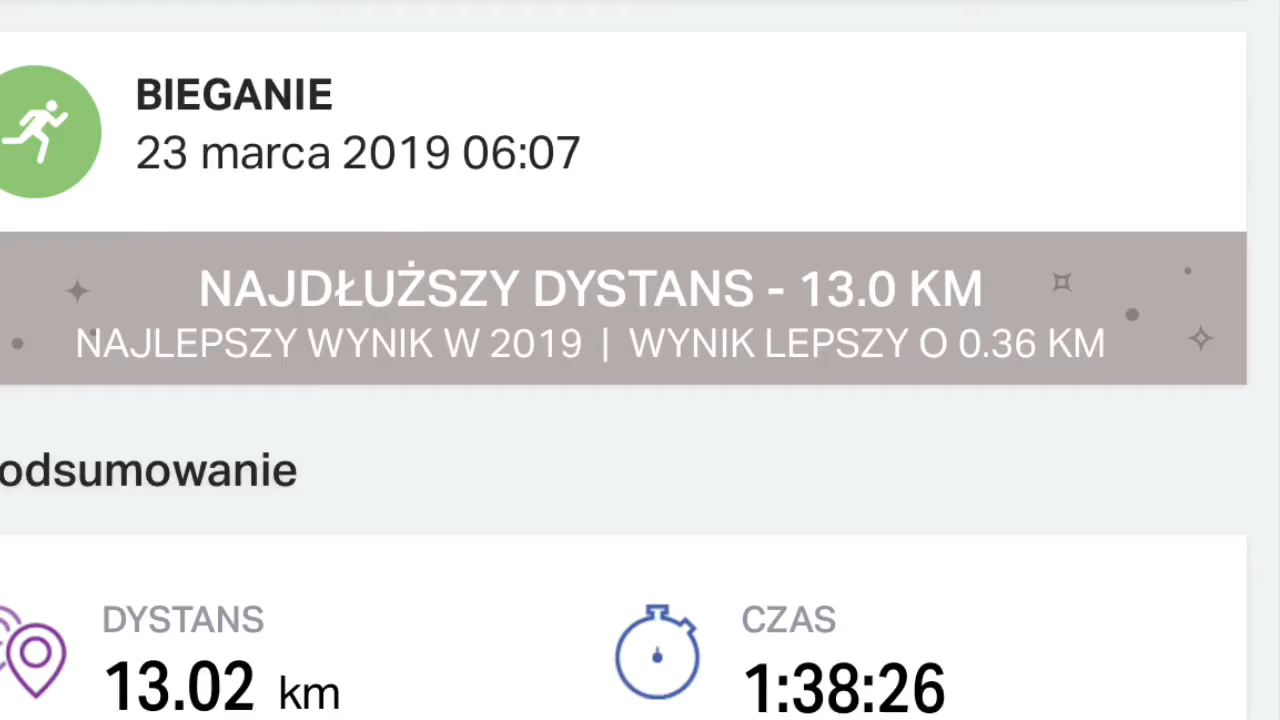 BIEGANIE
23 marca 2019 06:07
NAJDŁUŻSZY DYSTANS - 13.0 KM
NAJLEPSZY WYNIK W 2019 | WYNIK LEPSZY O 0.36 KM
odsumowanie
DYSTANS
13.02 km
CZAS
1:38:26